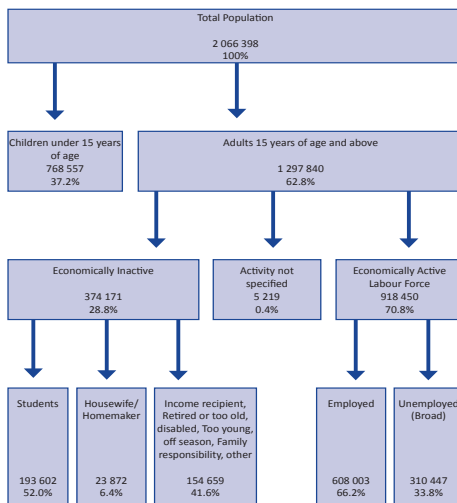 Total Population
2 066 398
100%
Children under 15 years
of age
768 557
37.2%
Adults 15 years of age and above
1 297 840
62.8%
Economically Inactive
374 171
28.8%
Activity not
specified
5 219
0.4%
Economically Active
Labour Force
918 450
70.8%
Students
193 602
52.0%
Housewife/
Homemaker
23 872
6.4%
Income recipient,
Retired or too old,
disabled, Too young,
off season, Family
responsibility, other
154 659
41.6%
Employed
608 003
66.2%
Unemployed
(Broad)
310 447
33.8%